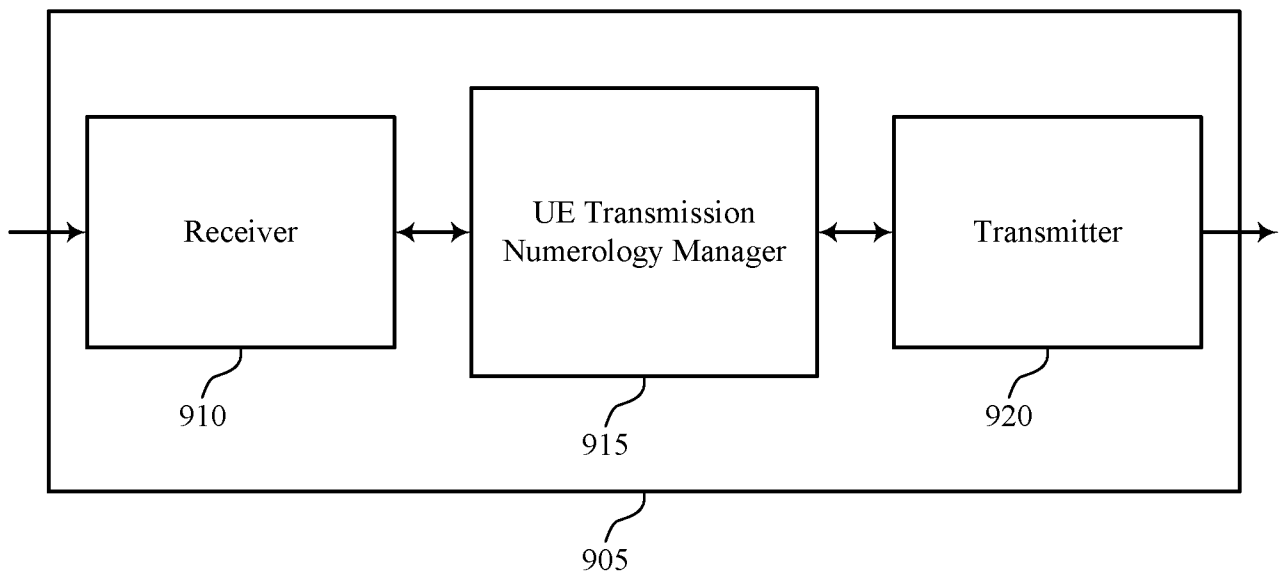 Receiver
UE Transmission
Numerology Manager
Transmitter
910
915
920
905